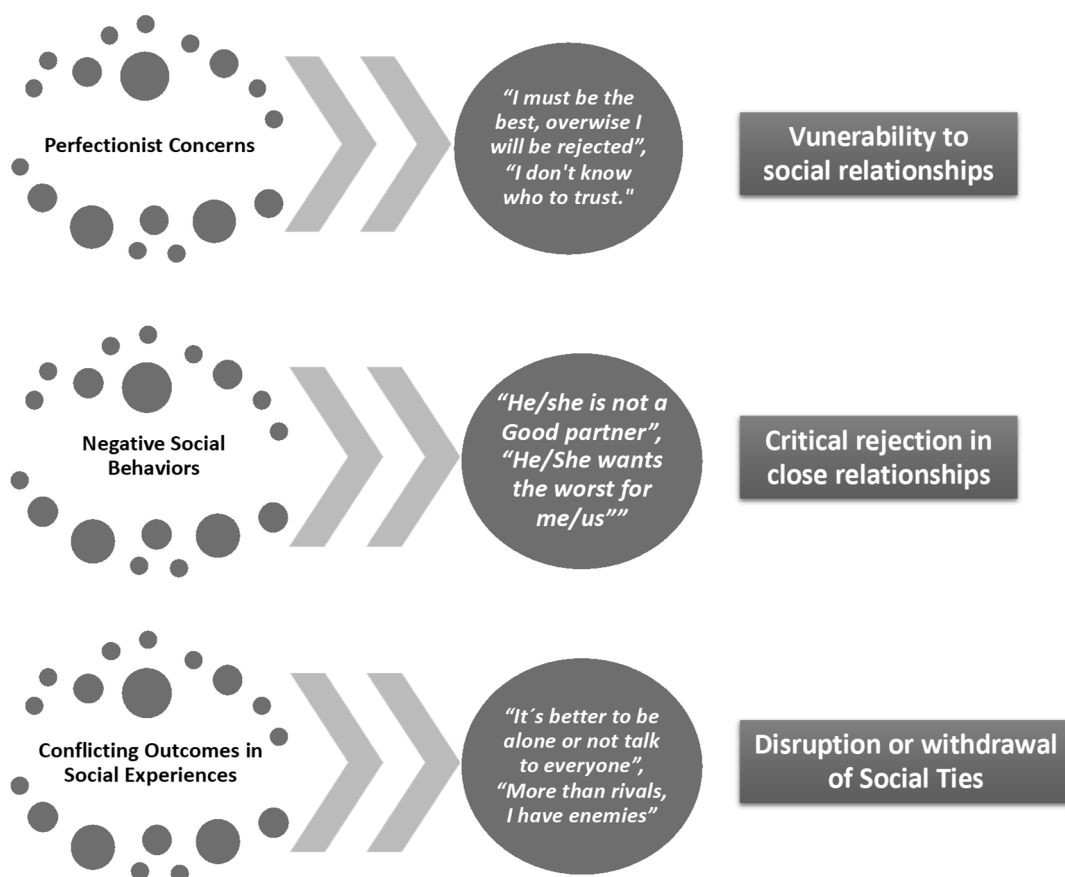 Perfectionist Concerns
“I must be the
best, overwise I
will be rejected”,
“I don't know
who to trust."
Vunerability to
social relationships
Negative Social
Behaviors
“He/she is not a
Good partner”,
“He/She wants
the worst for
me/us””
Critical rejection in
close relationships
Conflicting Outcomes in
Social Experiences
“It´s better to be
alone or not talk
to everyone”,
“More than rivals,
I have enemies”
Disruption or withdrawal
of Social Ties